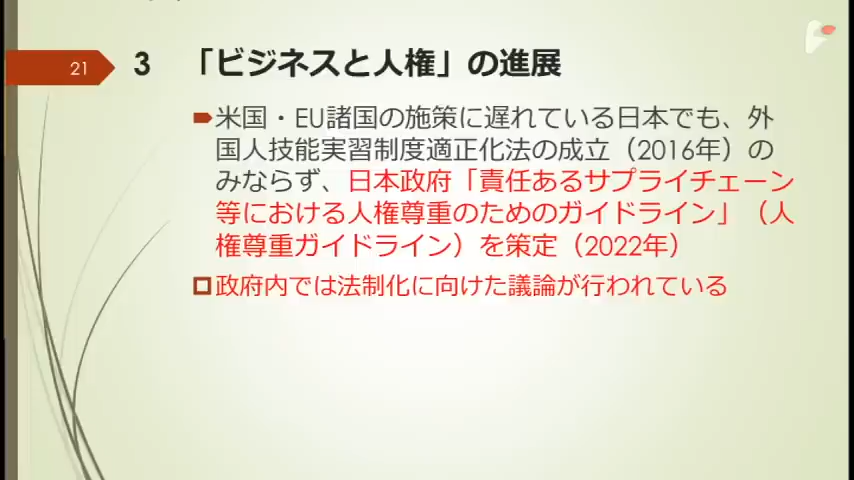 21
3 「ビジネスと人権」の進展
米国・EU諸国の施策に遅れている日本でも、外
国人技能実習制度適正化法の成立（2016年）の
みならず、日本政府「責任あるサプライチェーン
等における人権尊重のためのガイドライン」（人
権尊重ガイドライン）を策定（2022年）
政府内では法制化に向けた議論が行われている